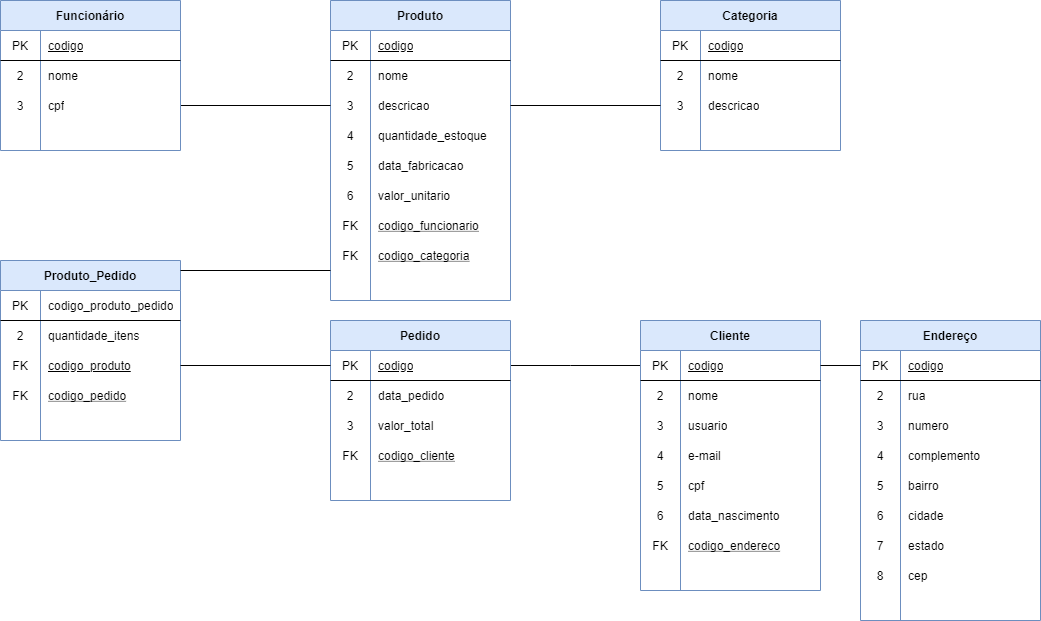 Funcionário
PK codigo
2 nome
3 cpf
Produto
PK codigo
2 nome
3 descricao
4 quantidade_estoque
5 data_fabricacao
6 valor_unitario
FK codigo_funcionario
FK codigo_categoria
Categoria
PK codigo
2 nome
3 descricao
Produto_Pedido
PK codigo_produto_pedido
2 quantidade_itens
FK codigo_produto
FK codigo_pedido
Pedido
PK codigo
2 data_pedido
3 valor_total
FK codigo_cliente
Cliente
PK codigo
2 nome
3 usuario
4 e-mail
5 cpf
6 data_nascimento
FK codigo_endereco
Endereço
PK codigo
2 rua
3 numero
4 complemento
5 bairro
6 cidade
7 estado
8 cep